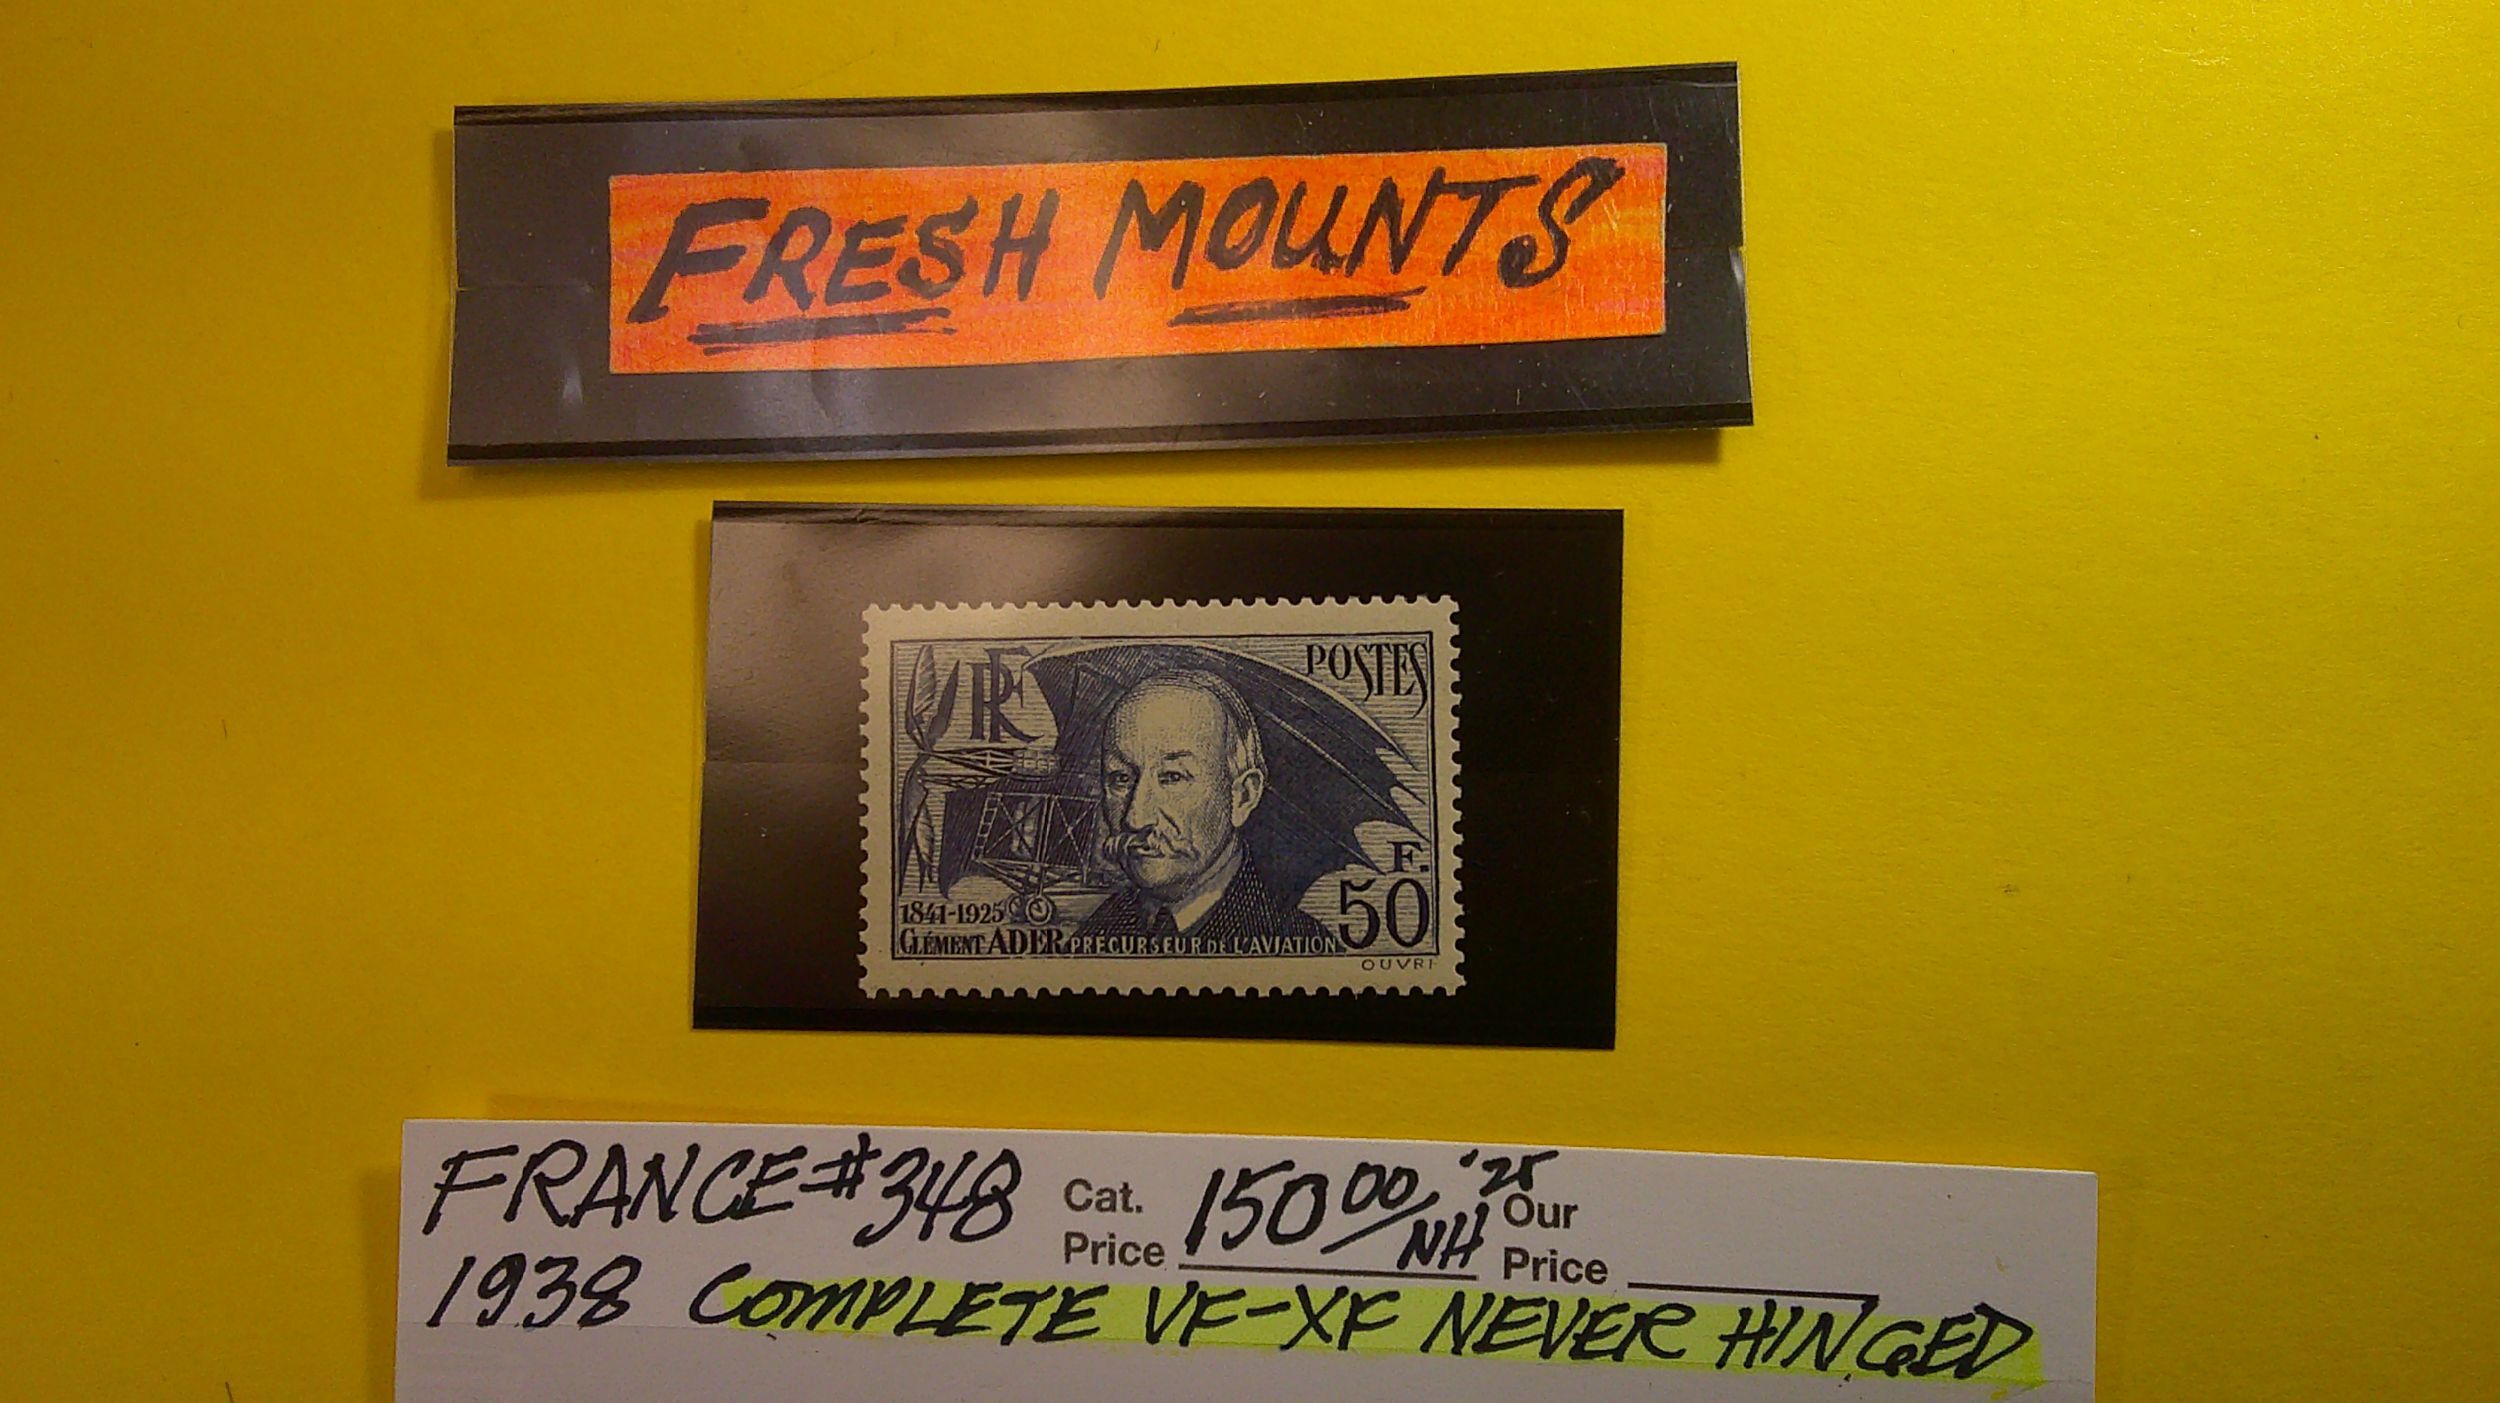 FRESH MOUNTS
RF
POSTES
F.
50
1841-1925
CLÉMENT ADER PRÉCURSEUR DE L'AVIATION
OUVRÉ
FRANCE #348 Cat. Price 150 00/NH '25 Our Price
1938 COMPLETE VF-XF NEVER HINGED